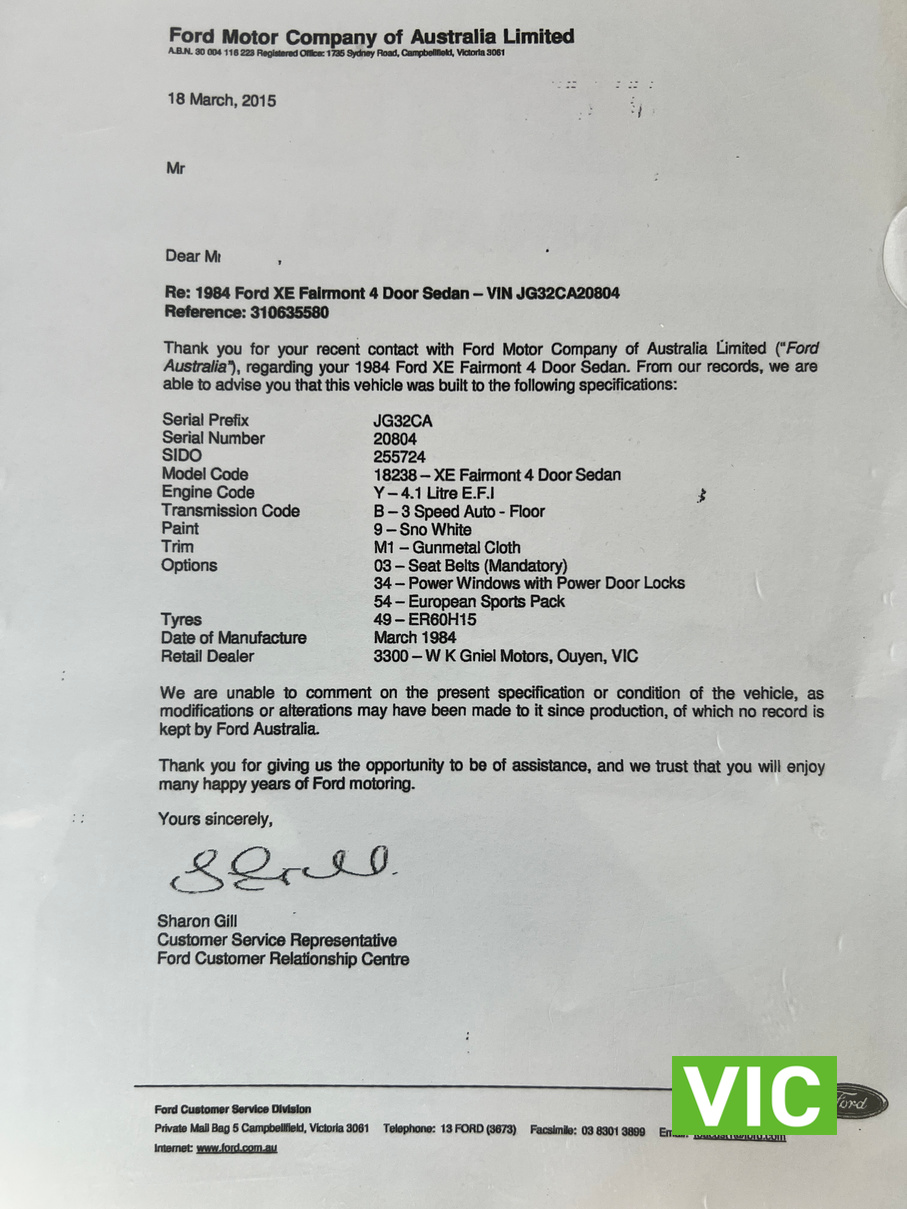 Ford Motor Company of Australia Limited
A.B.N. 30 004 116 223 Registered Office: 1735 Sydney Road, Campbellfield, Victoria 3061
18 March, 2015
Mr
Dear Mr ,
Re: 1984 Ford XE Fairmont 4 Door Sedan – VIN JG32CA20804
Reference: 310635580
Thank you for your recent contact with Ford Motor Company of Australia Limited ("Ford
Australia"), regarding your 1984 Ford XE Fairmont 4 Door Sedan. From our records, we are
able to advise you that this vehicle was built to the following specifications:
Serial Prefix JG32CA
Serial Number 20804
SIDO 255724
Model Code 18238 – XE Fairmont 4 Door Sedan
Engine Code Y – 4.1 Litre E.F.I
Transmission Code B – 3 Speed Auto - Floor
Paint 9 – Sno White
Trim M1 – Gunmetal Cloth
Options 03 – Seat Belts (Mandatory)
34 – Power Windows with Power Door Locks
54 – European Sports Pack
Tyres 49 – ER60H15
Date of Manufacture March 1984
Retail Dealer 3300 – W K Gniel Motors, Ouyen, VIC
We are unable to comment on the present specification or condition of the vehicle, as
modifications or alterations may have been made to it since production, of which no record is
kept by Ford Australia.
Thank you for giving us the opportunity to be of assistance, and we trust that you will enjoy
many happy years of Ford motoring.
Yours sincerely,
Sharon Gill
Customer Service Representative
Ford Customer Relationship Centre
VIC
Ford
Ford Customer Service Division
Private Mail Bag 5 Campbellfield, Victoria 3061 Telephone: 13 FORD (3673) Facsimile: 03 8301 3899
Internet: www.ford.com.au